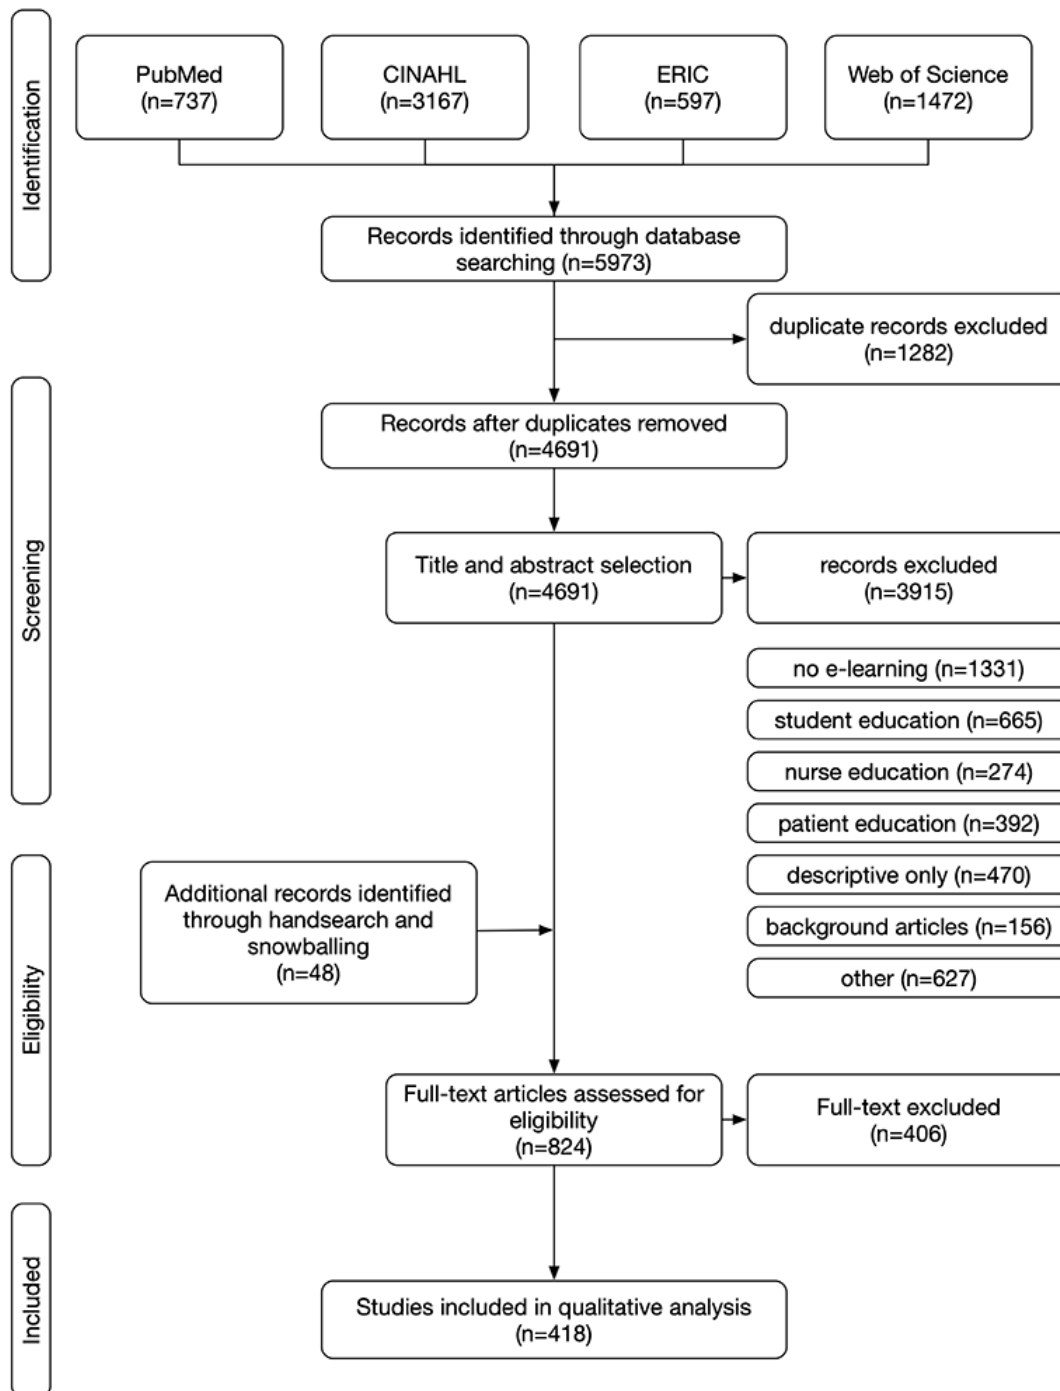 Identification
PubMed
(n=737)
CINAHL
(n=3167)
ERIC
(n=597)
Web of Science
(n=1472)
Records identified through database
searching (n=5973)
duplicate records excluded
(n=1282)
Screening
Records after duplicates removed
(n=4691)
Title and abstract selection
(n=4691)
records excluded
(n=3915)
no e-learning (n=1331)
student education (n=665)
nurse education (n=274)
patient education (n=392)
descriptive only (n=470)
background articles (n=156)
other (n=627)
Eligibility
Additional records identified
through handsearch and
snowballing
(n=48)
Full-text articles assessed for
eligibility
(n=824)
Full-text excluded
(n=406)
Included
Studies included in qualitative analysis
(n=418)